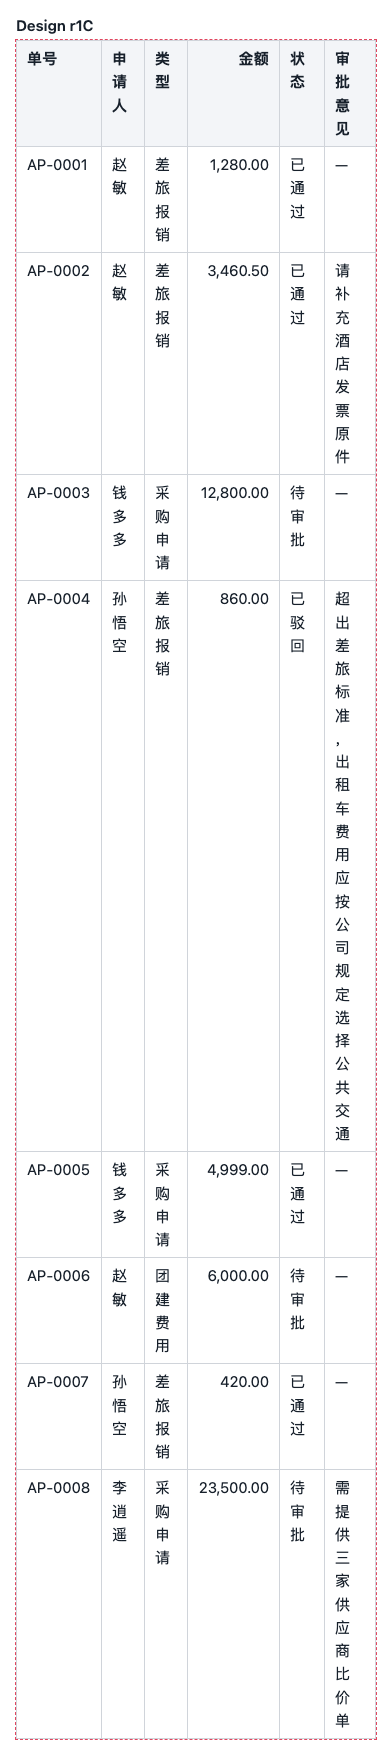 Design r1C
单号 申请人 类型 金额 状态 审批意见
AP-0001 赵敏 差旅报销 1,280.00 已通过 —
AP-0002 赵敏 差旅报销 3,460.50 已通过 请补充酒店发票原件
AP-0003 钱多多 采购申请 12,800.00 待审批 —
AP-0004 孙悟空 差旅报销 860.00 已驳回 超出差旅标准，出租车费用应按公司规定选择公共交通
AP-0005 钱多多 采购申请 4,999.00 已通过 —
AP-0006 赵敏 团建费用 6,000.00 待审批 —
AP-0007 孙悟空 差旅报销 420.00 已通过 —
AP-0008 李逍遥 采购申请 23,500.00 待审批 需提供三家供应商比价单